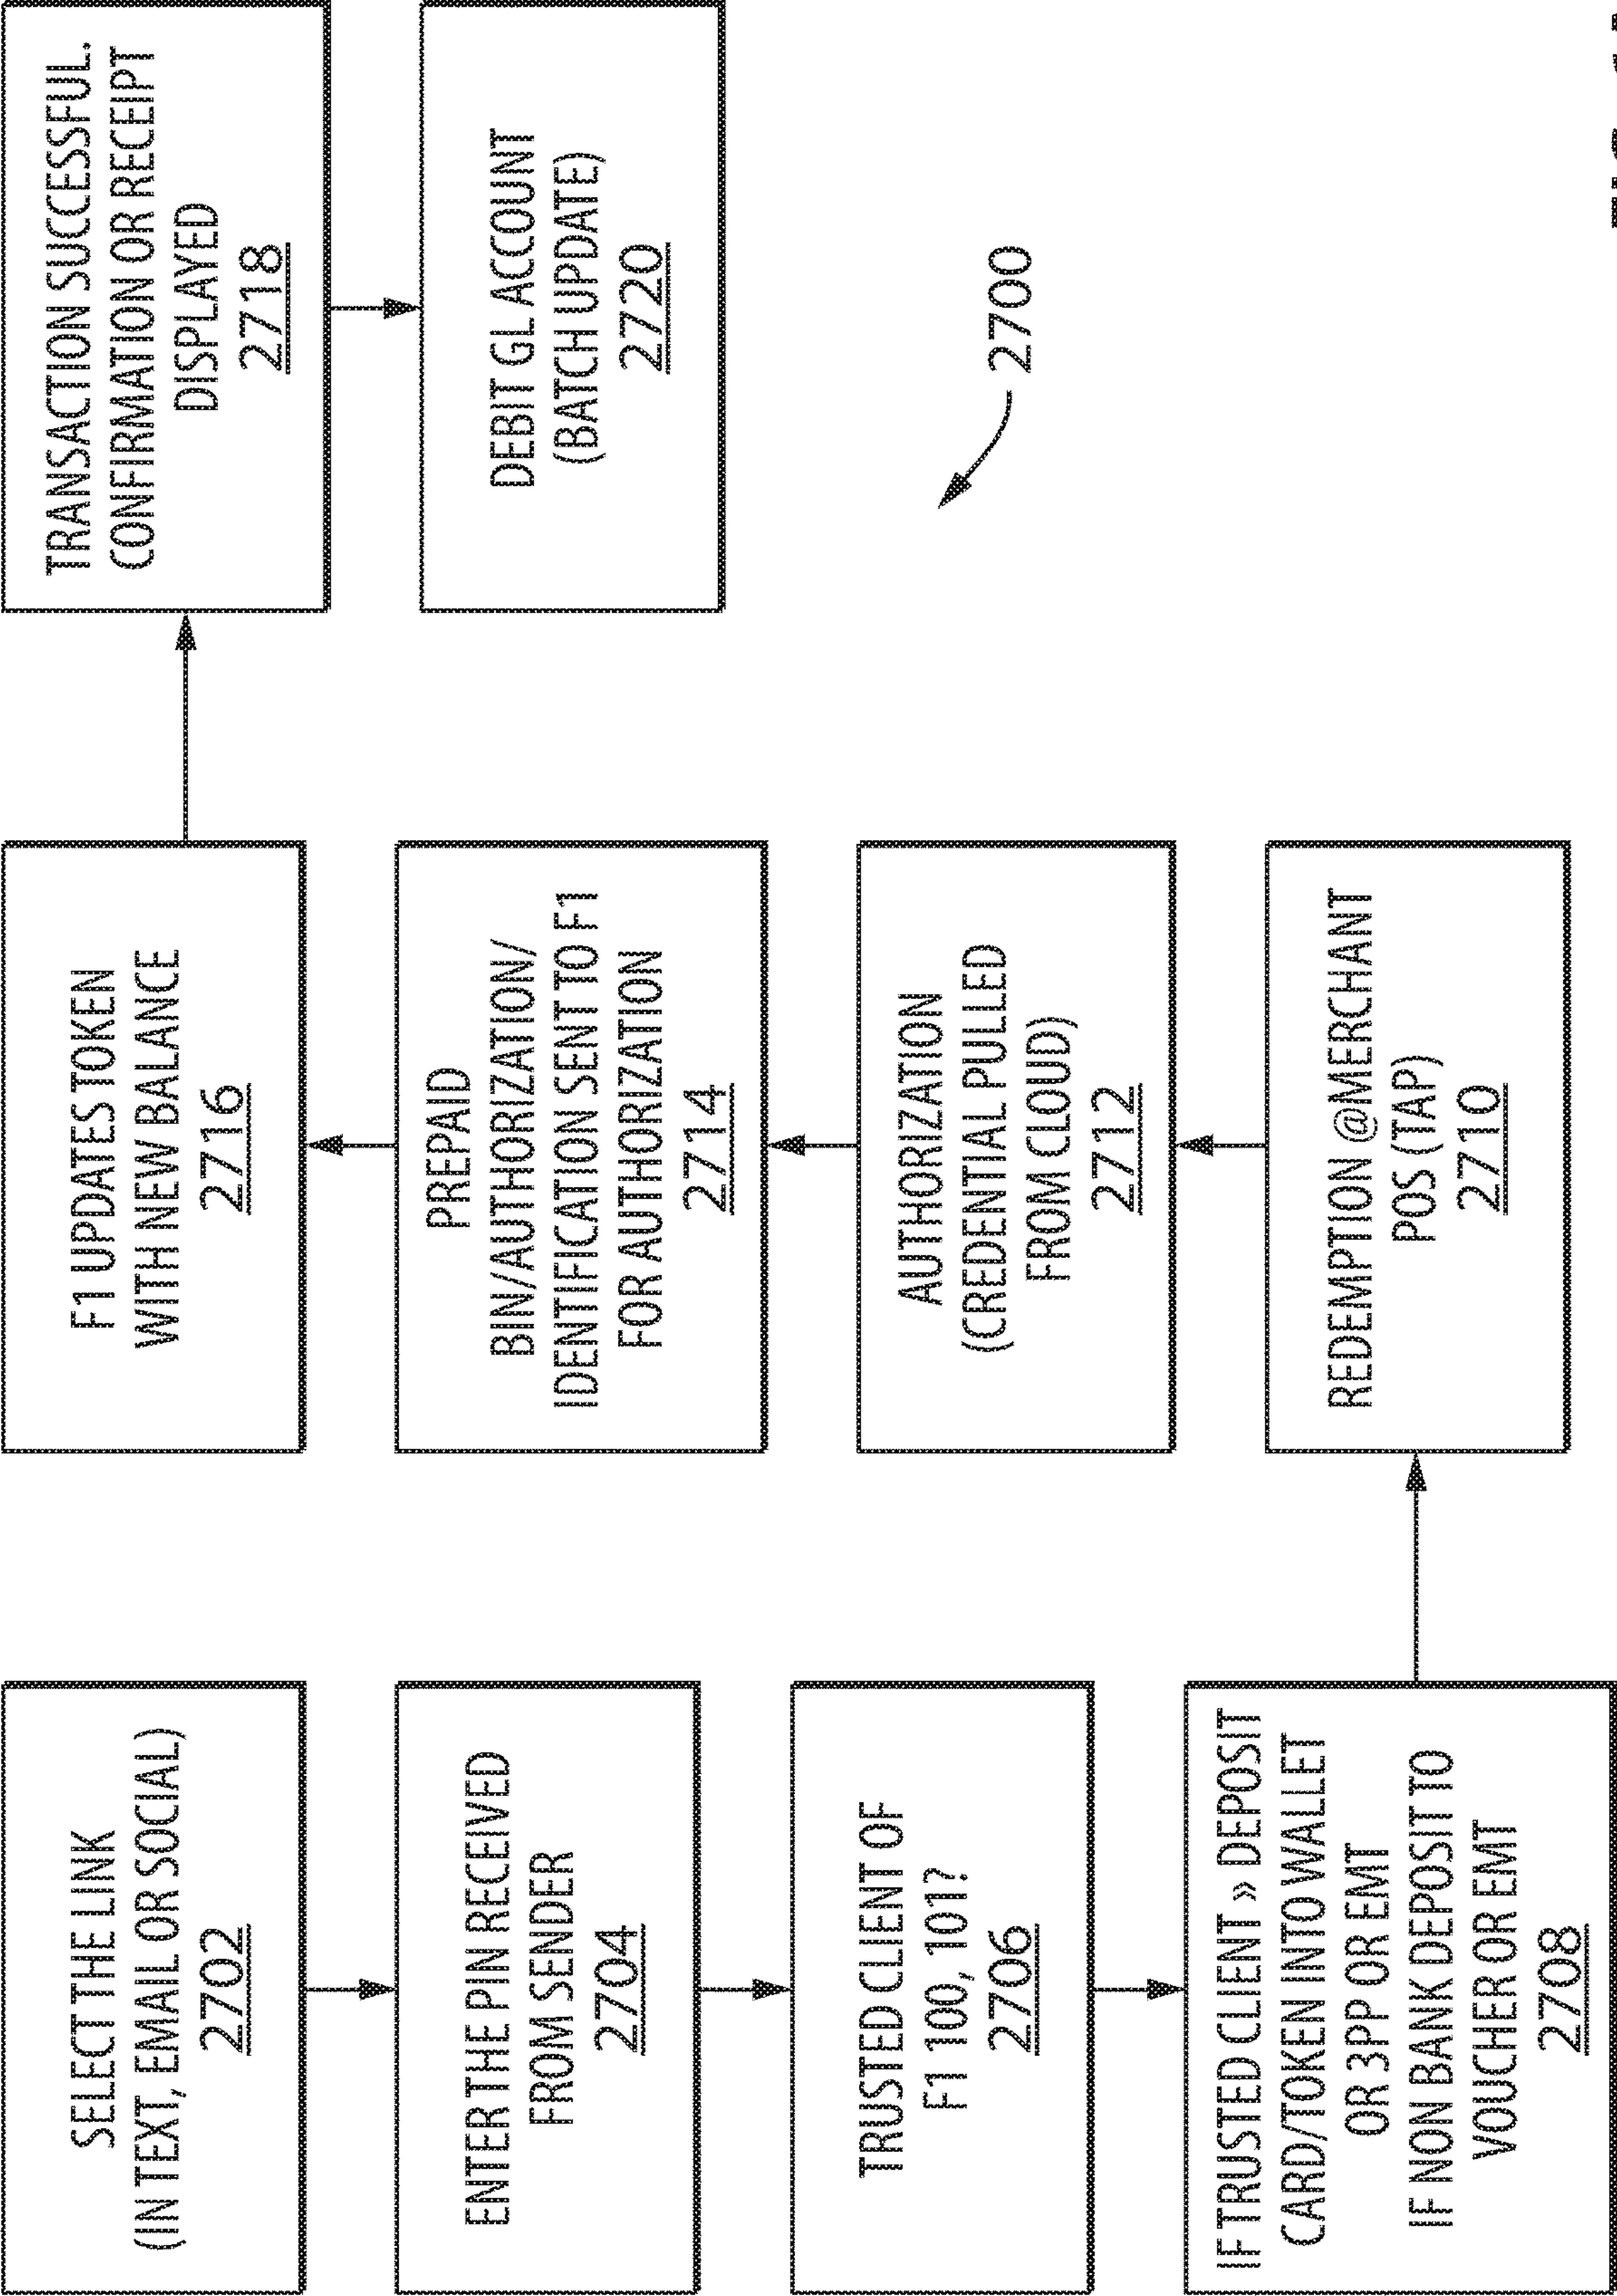 SELECT THE LINK
(IN TEXT, EMAIL OR SOCIAL)
2702
ENTER THE PIN RECEIVED
FROM SENDER
2704
TRUSTED CLIENT OF
F1 100, 101?
2706
IF TRUSTED CLIENT » DEPOSIT
CARD/TOKEN INTO WALLET
OR 3PP OR EMT
IF NON BANK DEPOSIT TO
VOUCHER OR EMT
2708
REDEMPTION @MERCHANT
POS (TAP)
2710
AUTHORIZATION
(CREDENTIAL PULLED
FROM CLOUD)
2712
PREPAID
BIN/AUTHORIZATION/
IDENTIFICATION SENT TO F1
FOR AUTHORIZATION
2714
F1 UPDATES TOKEN
WITH NEW BALANCE
2716
TRANSACTION SUCCESSFUL.
CONFIRMATION OR RECEIPT
DISPLAYED
2718
DEBIT GL ACCOUNT
(BATCH UPDATE)
2720
2700